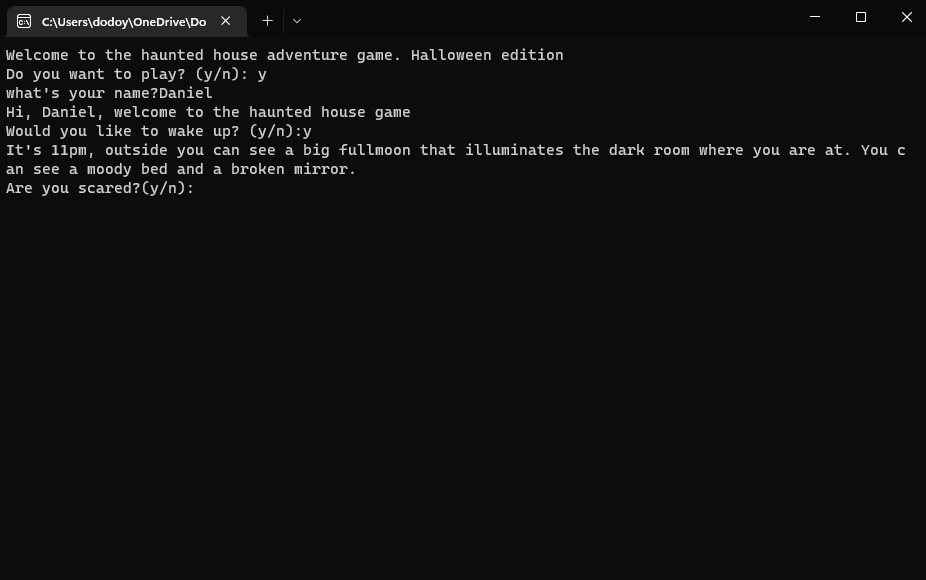 C:\Users\dodoy\OneDrive\Do
Welcome to the haunted house adventure game. Halloween edition
Do you want to play? (y/n): y
what's your name?Daniel
Hi, Daniel, welcome to the haunted house game
Would you like to wake up? (y/n):y
It's 11pm, outside you can see a big fullmoon that illuminates the dark room where you are at. You c
an see a moody bed and a broken mirror.
Are you scared?(y/n):